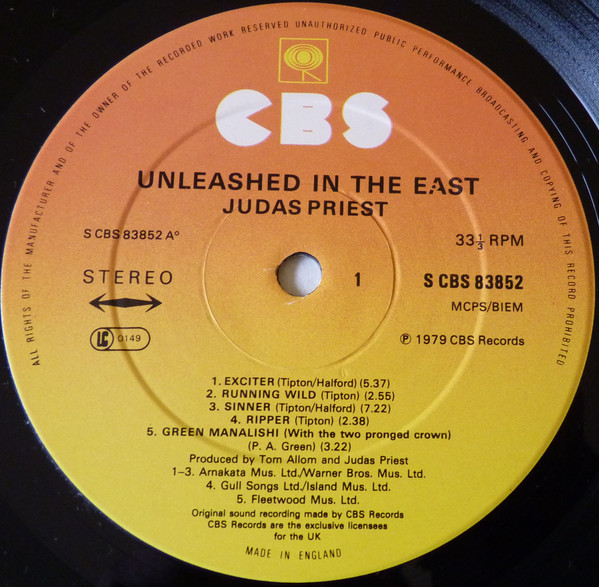 ALL RIGHTS OF THE MANUFACTURER AND OF THE OWNER OF THE RECORDED WORK RESERVED UNAUTHORIZED PUBLIC PERFORMANCE BROADCASTING AND COPYING OF THIS RECORD PROHIBITED
CBS
UNLEASHED IN THE EAST
JUDAS PRIEST
S CBS 83852 A°
33⅓ RPM
STEREO
1
S CBS 83852
MCPS/BIEM
LC 0149
℗ 1979 CBS Records
1. EXCITER (Tipton/Halford) (5.37)
2. RUNNING WILD (Tipton) (2.55)
3. SINNER (Tipton/Halford) (7.22)
4. RIPPER (Tipton) (2.38)
5. GREEN MANALISHI (With the two pronged crown)
(P. A. Green) (3.22)
Produced by Tom Allom and Judas Priest
1–3. Arnakata Mus. Ltd./Warner Bros. Mus. Ltd.
4. Gull Songs Ltd./Island Mus. Ltd.
5. Fleetwood Mus. Ltd.
Original sound recording made by CBS Records
CBS Records are the exclusive licensees
for the UK
MADE IN ENGLAND